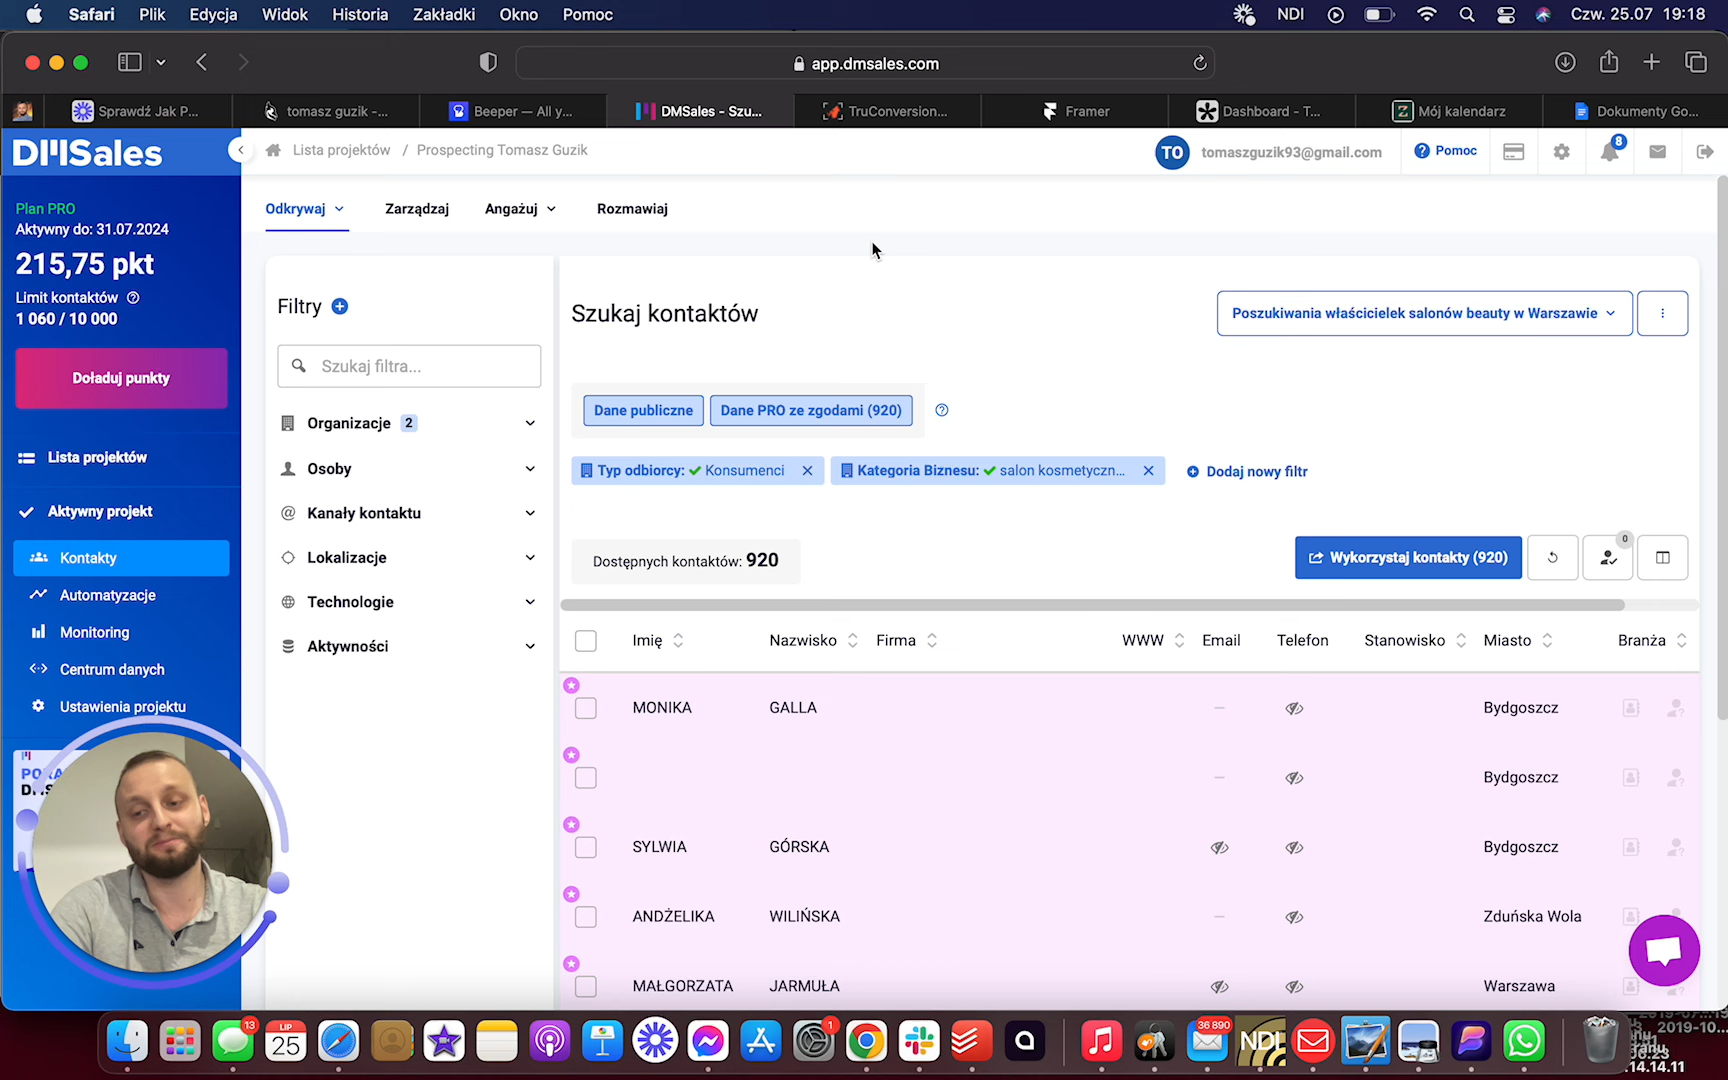 Safari Plik Edycja Widok Historia Zakładki Okno Pomoc
NDI Czw. 25.07 19:18
app.dmsales.com
Sprawdź Jak P...
tomasz guzik -...
Beeper — All y...
DMSales - Szu...
TruConversion...
Framer
Dashboard - T...
Mój kalendarz
Dokumenty Go...
DMSales
Lista projektów / Prospecting Tomasz Guzik
TO tomaszguzik93@gmail.com
Pomoc
8
Plan PRO
Aktywny do: 31.07.2024
215,75 pkt
Limit kontaktów
1 060 / 10 000
Doładuj punkty
Lista projektów
Aktywny projekt
Kontakty
Automatyzacje
Monitoring
Centrum danych
Ustawienia projektu
Odkrywaj Zarządzaj Angażuj Rozmawiaj
Filtry
Szukaj filtra...
Organizacje 2
Osoby
Kanały kontaktu
Lokalizacje
Technologie
Aktywności
Szukaj kontaktów
Poszukiwania właścicielek salonów beauty w Warszawie
Dane publiczne Dane PRO ze zgodami (920)
Typ odbiorcy: Konsumenci
Kategoria Biznesu: salon kosmetyczn...
Dodaj nowy filtr
Dostępnych kontaktów: 920
Wykorzystaj kontakty (920)
0
Imię Nazwisko Firma WWW Email Telefon Stanowisko Miasto Branża
MONIKA GALLA – Bydgoszcz
– Bydgoszcz
SYLWIA GÓRSKA Bydgoszcz
ANDŻELIKA WILIŃSKA – Zduńska Wola
MAŁGORZATA JARMUŁA Warszawa
13
LIP
25
1
36 890
NDI
2019-10...
14.14.11